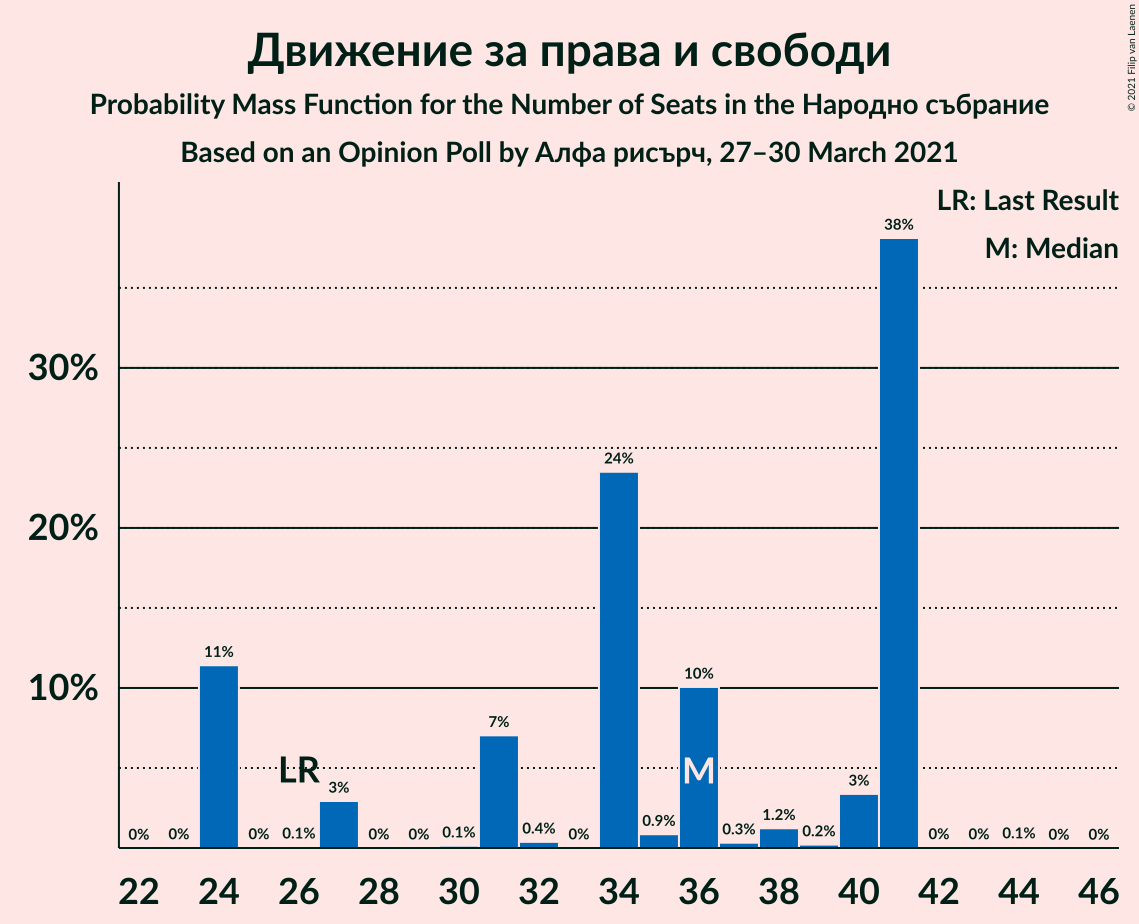 Движение за права и свободи
Probability Mass Function for the Number of Seats in the Народно събрание
Based on an Opinion Poll by Алфа рисърч, 27–30 March 2021
© 2021 Filip van Laenen
LR: Last Result
M: Median
38%
30%
24%
20%
11%
10%
10%
7%
LR
M
3%
3%
0% 0% 0% 0.1% 0% 0% 0.1% 0.4% 0% 0.9% 0.3% 1.2% 0.2% 0% 0% 0.1% 0% 0%
22 24 26 28 30 32 34 36 38 40 42 44 46